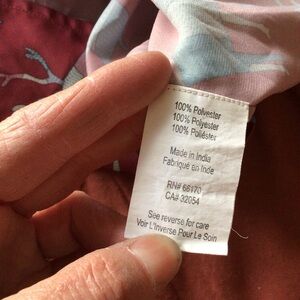 100% Polyester
100% Polyester
100% Poliéster
Made in India
Fabriqué en Inde
RN# 66170
CA# 32054
See reverse for care
Voir L'Inverse Pour Le Soin